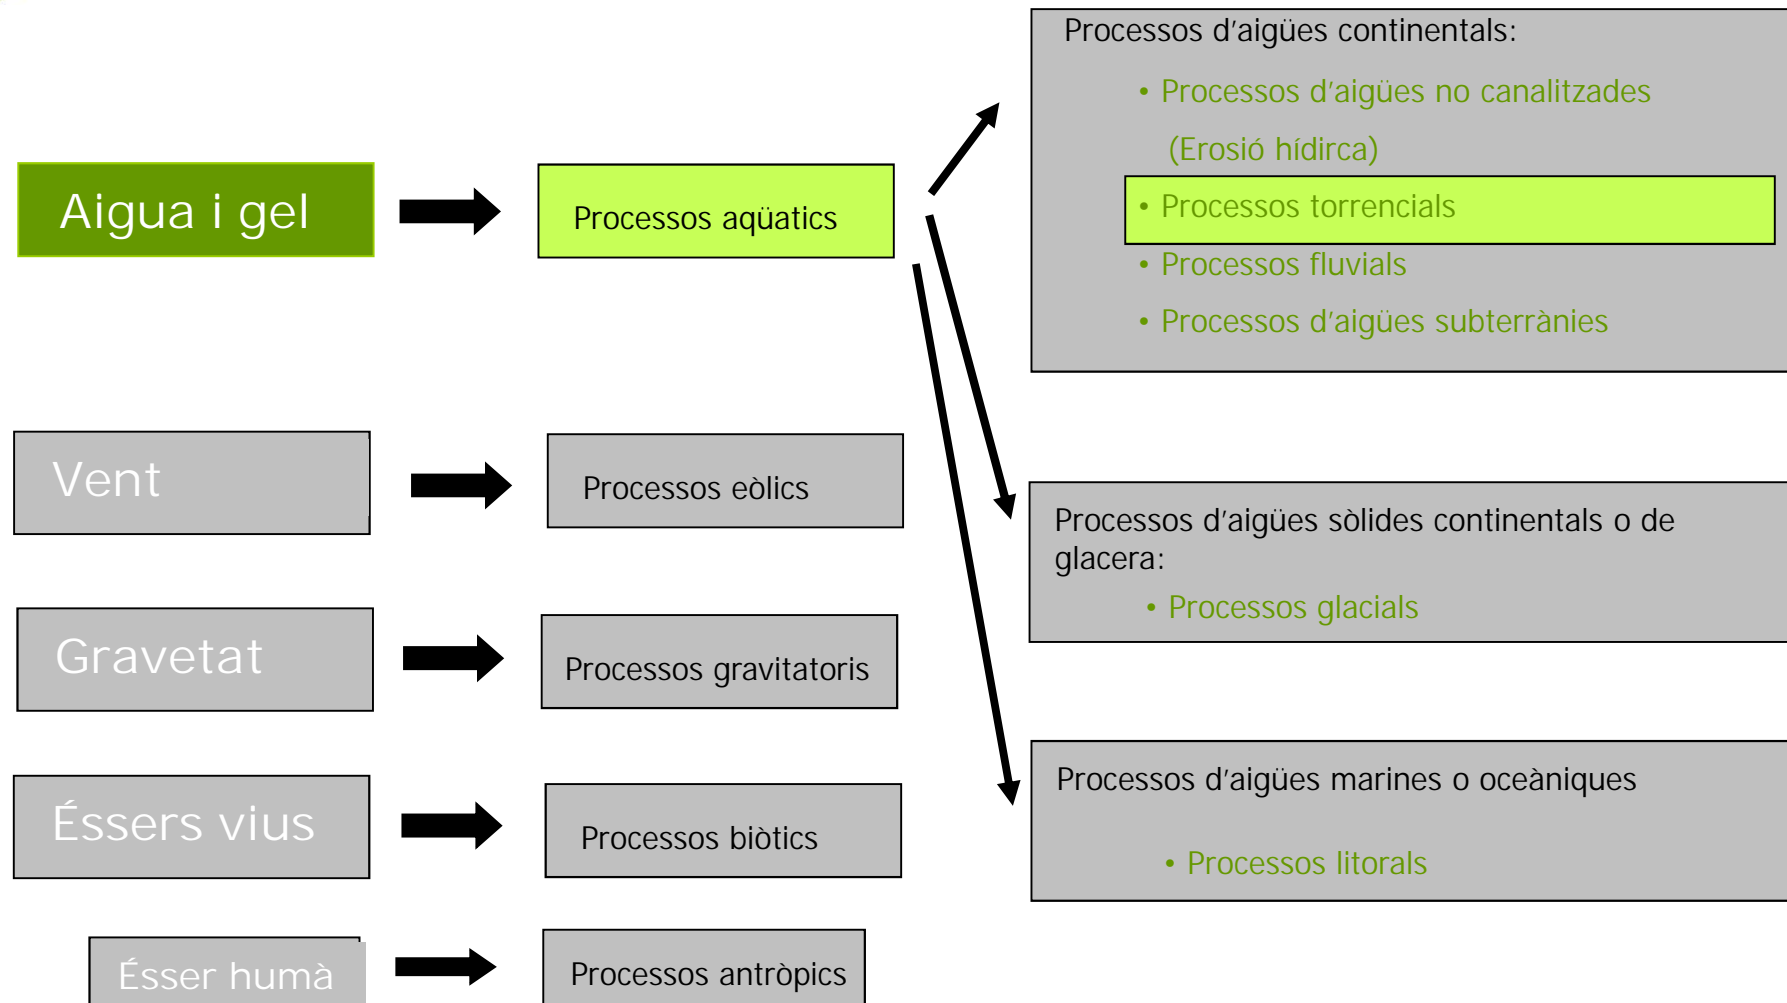 Aigua i gel
Processos aqüatics
Processos d'aigües continentals:
• Processos d'aigües no canalitzades
(Erosió hídirca)
• Processos torrencials
• Processos fluvials
• Processos d'aigües subterrànies
Vent
Processos eòlics
Processos d'aigües sòlides continentals o de
glacera:
• Processos glacials
Gravetat
Processos gravitatoris
Éssers vius
Processos biòtics
Processos d'aigües marines o oceàniques
• Processos litorals
Ésser humà
Processos antròpics